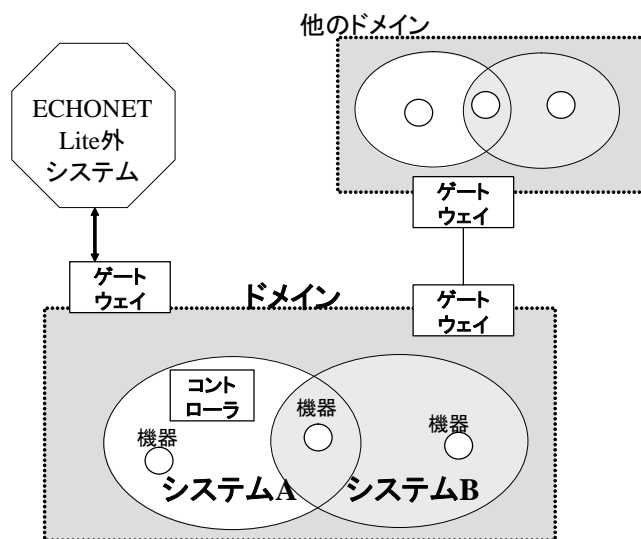 他のドメイン
ECHONET
Lite外
システム
ゲート
ウェイ
ゲート
ウェイ
ドメイン
ゲート
ウェイ
コント
ローラ
機器
機器
機器
システムA
システムB